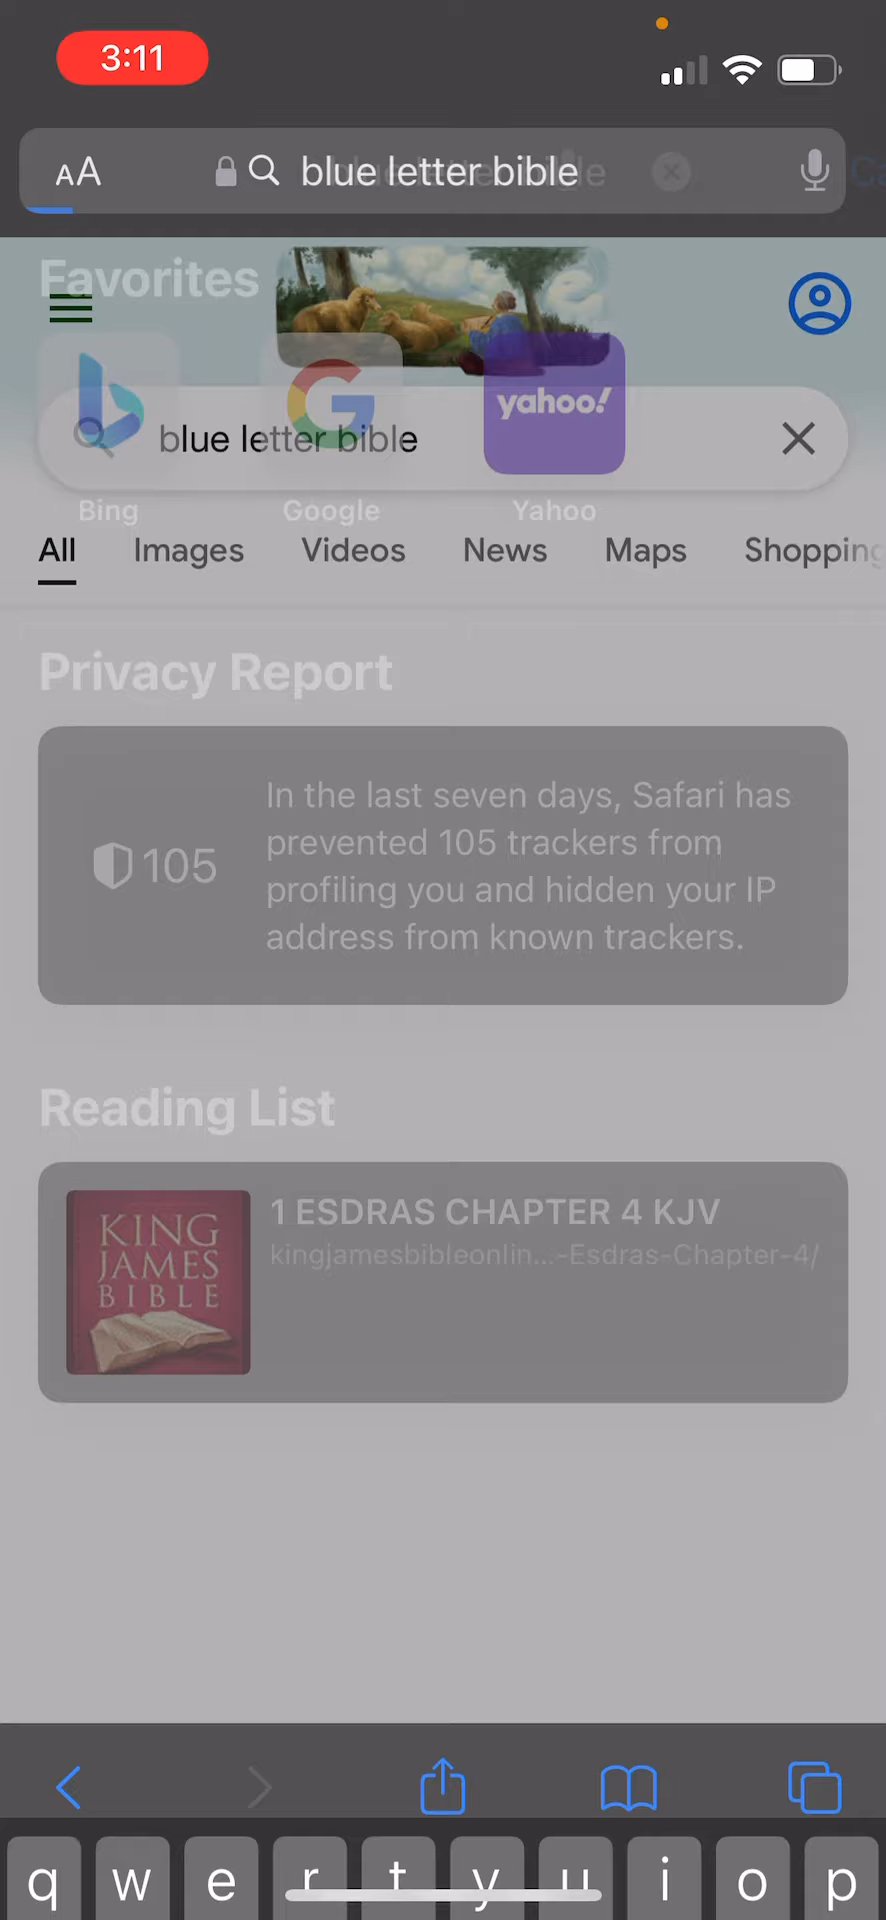 3:11
AA blue letter bible
Favorites
yahoo!
blue letter bible
Bing Google Yahoo
All Images Videos News Maps Shopping
Privacy Report
105
In the last seven days, Safari has
prevented 105 trackers from
profiling you and hidden your IP
address from known trackers.
Reading List
KING
JAMES
BIBLE
1 ESDRAS CHAPTER 4 KJV
kingjamesbibleonlin...-Esdras-Chapter-4/
q w e r t y u i o p